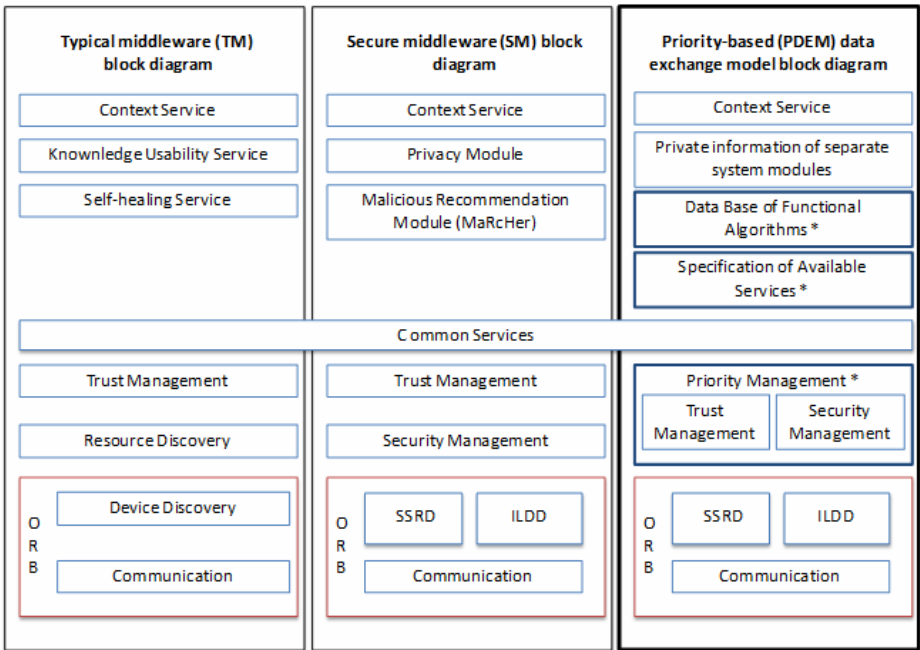 Typical middleware (TM)
block diagram
Context Service
Knownledge Usability Service
Self-healing Service
Secure middleware (SM) block
diagram
Context Service
Privacy Module
Malicious Recommendation
Module (MaRcHer)
Priority-based (PDEM) data
exchange model block diagram
Context Service
Private information of separate
system modules
Data Base of Functional
Algorithms *
Specification of Available
Services *
Common Services
Trust Management
Resource Discovery
O
R
B
Device Discovery
Communication
Trust Management
Security Management
O
R
B
SSRD
ILDD
Communication
Priority Management *
Trust
Management
Security
Management
O
R
B
SSRD
ILDD
Communication